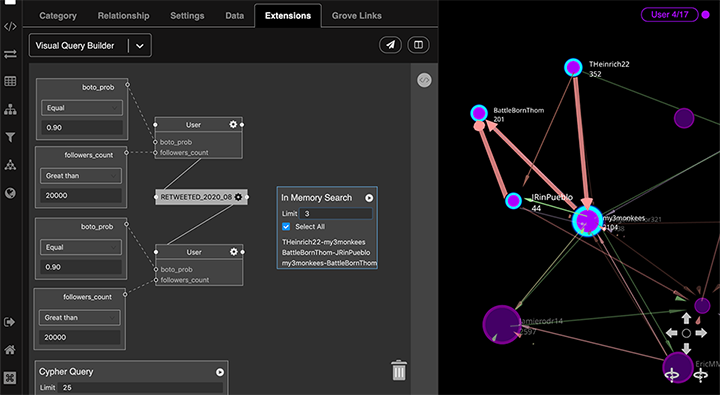 Category Relationship Settings Data Extensions Grove Links
User 4/17
Visual Query Builder
boto_prob
Equal
0.90
User
boto_prob
followers_count
followers_count
Great than
20000
RETWEETED_2020_08
boto_prob
Equal
0.90
User
boto_prob
followers_count
followers_count
Great than
20000
In Memory Search
Limit 3
Select All
THeinrich22-my3monkees
BattleBornThom-JRinPueblo
my3monkees-BattleBornThom
Cypher Query
Limit 25
THeinrich22
352
BattleBornThom
201
JRinPueblo
44
my3monkees
3104
jamierodr14
2597
EricMM